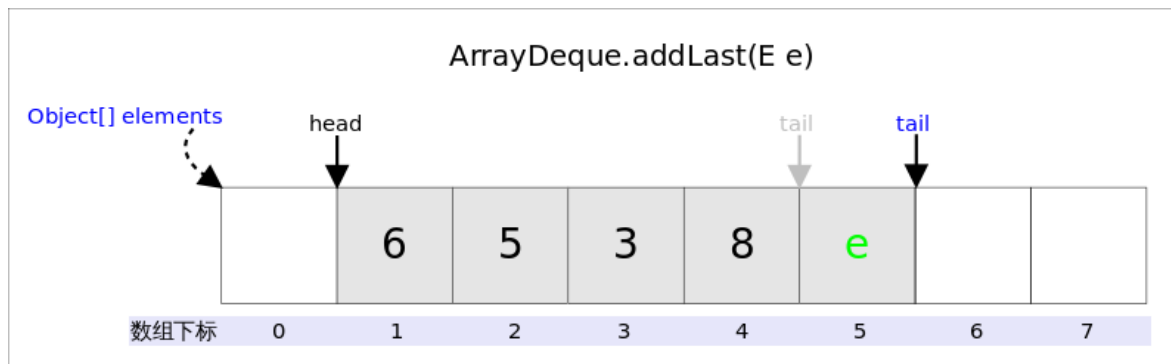 ArrayDeque.addLast(E e)
Object[] elements
head
tail
tail
6 5 3 8 e
数组下标 0 1 2 3 4 5 6 7